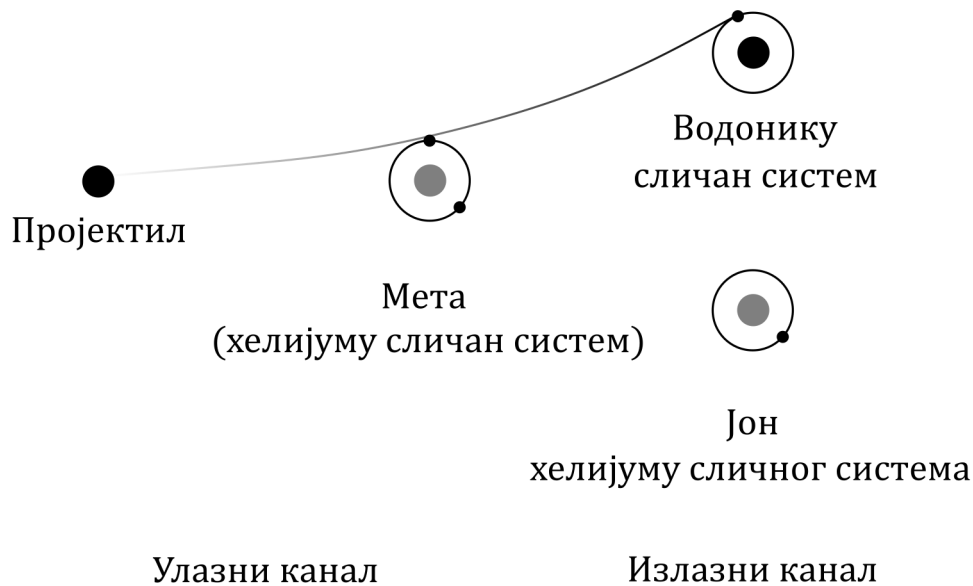 Водонику
сличан систем
Пројектил
Мета
(хелијуму сличан систем)
Јон
хелијуму сличног система
Улазни канал
Излазни канал